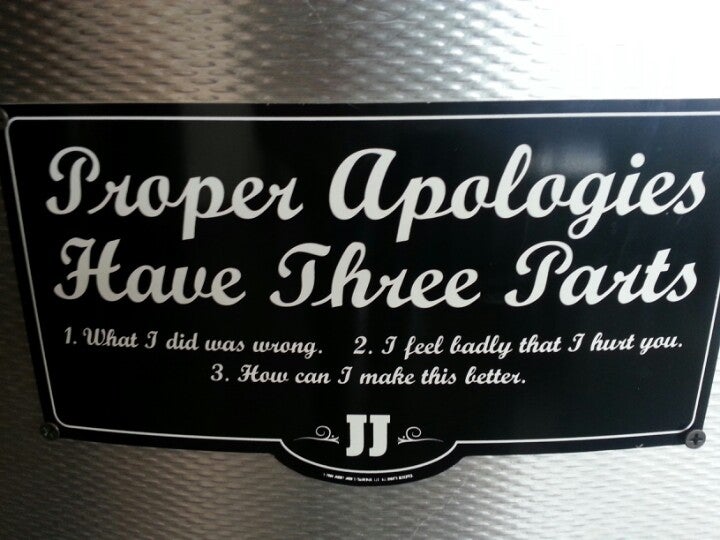 Proper Apologies
Have Three Parts
1. What I did was wrong. 2. I feel badly that I hurt you.
3. How can I make this better.
JJ